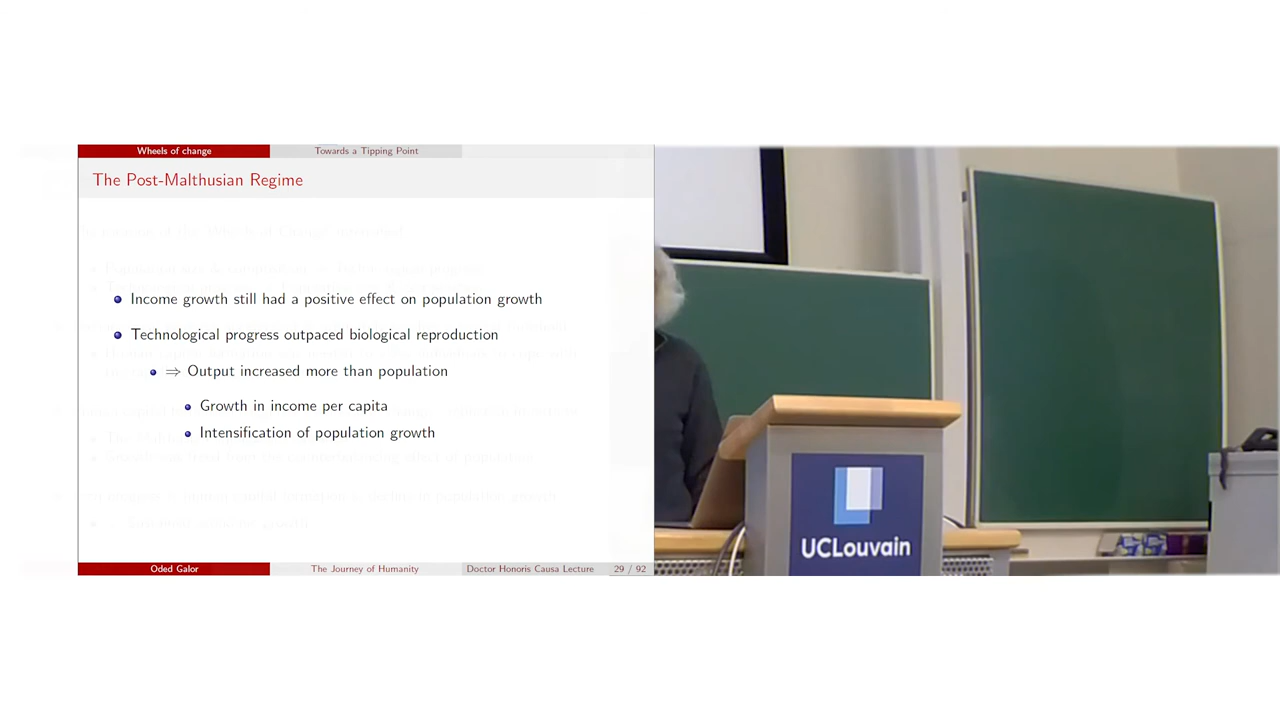 Wheels of change
Towards a Tipping Point
The Post-Malthusian Regime
Income growth still had a positive effect on population growth
Technological progress outpaced biological reproduction
⇒ Output increased more than population
Growth in income per capita
Intensification of population growth
Oded Galor
The Journey of Humanity
Doctor Honoris Causa Lecture
29 / 92
UCLouvain